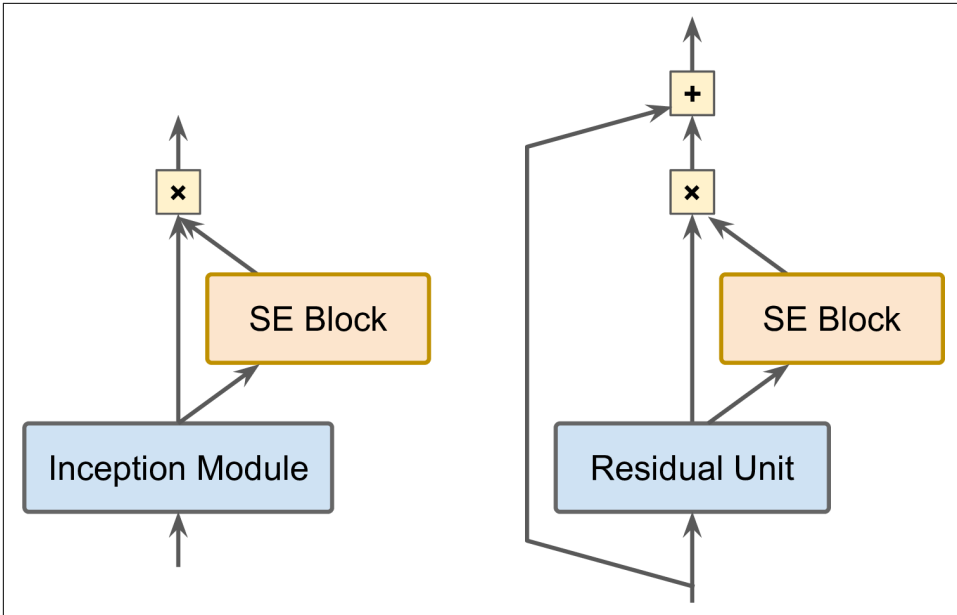 ×
SE Block
Inception Module
+
×
SE Block
Residual Unit